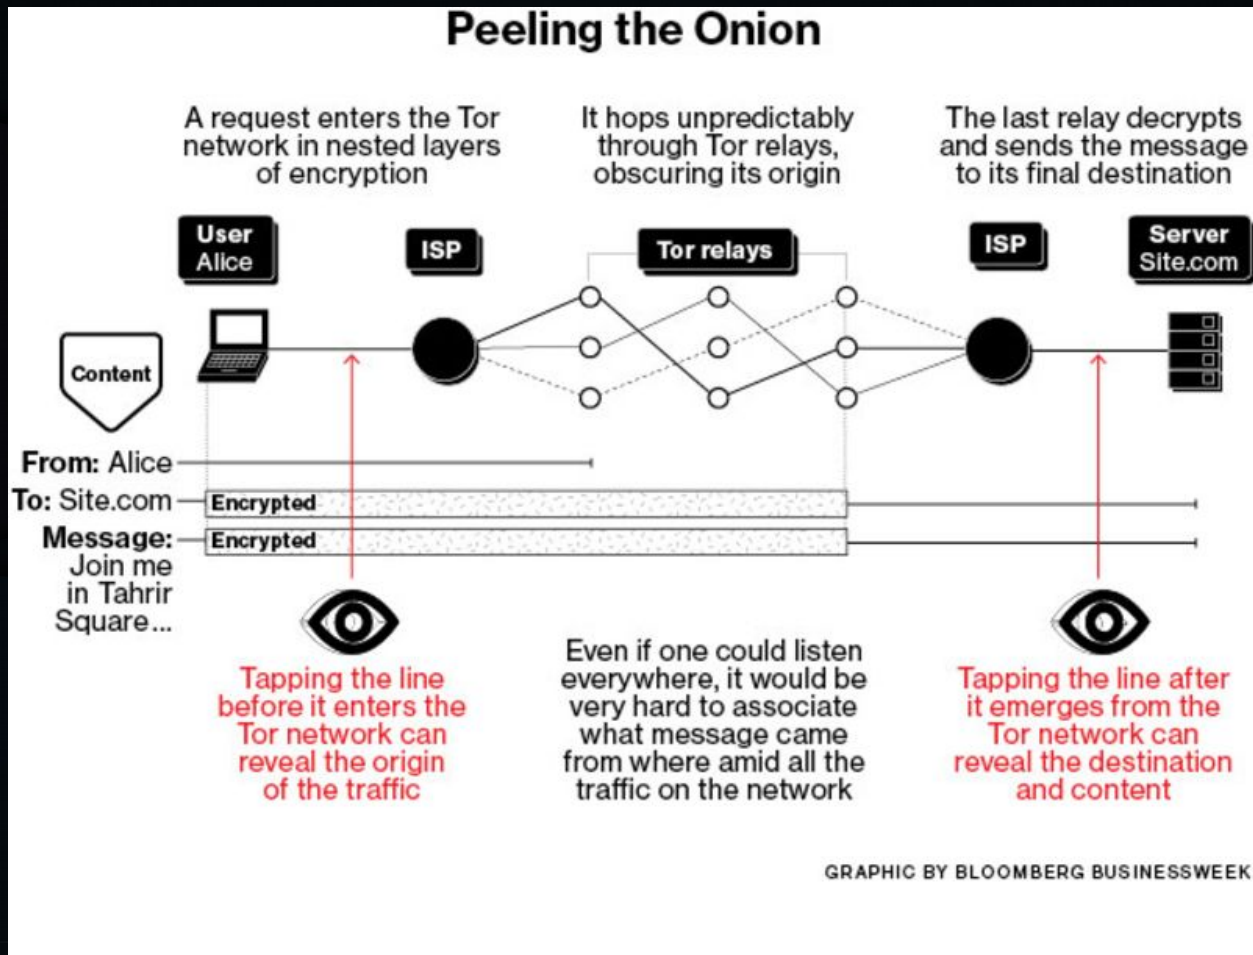 Peeling the Onion
A request enters the Tor
network in nested layers
of encryption
It hops unpredictably
through Tor relays,
obscuring its origin
The last relay decrypts
and sends the message
to its final destination
User
Alice
ISP
Tor relays
ISP
Server
Site.com
Content
From: Alice
To: Site.com
Encrypted
Message:
Join me
in Tahrir
Square...
Encrypted
Tapping the line
before it enters the
Tor network can
reveal the origin
of the traffic
Even if one could listen
everywhere, it would be
very hard to associate
what message came
from where amid all the
traffic on the network
Tapping the line after
it emerges from the
Tor network can
reveal the destination
and content
GRAPHIC BY BLOOMBERG BUSINESSWEEK